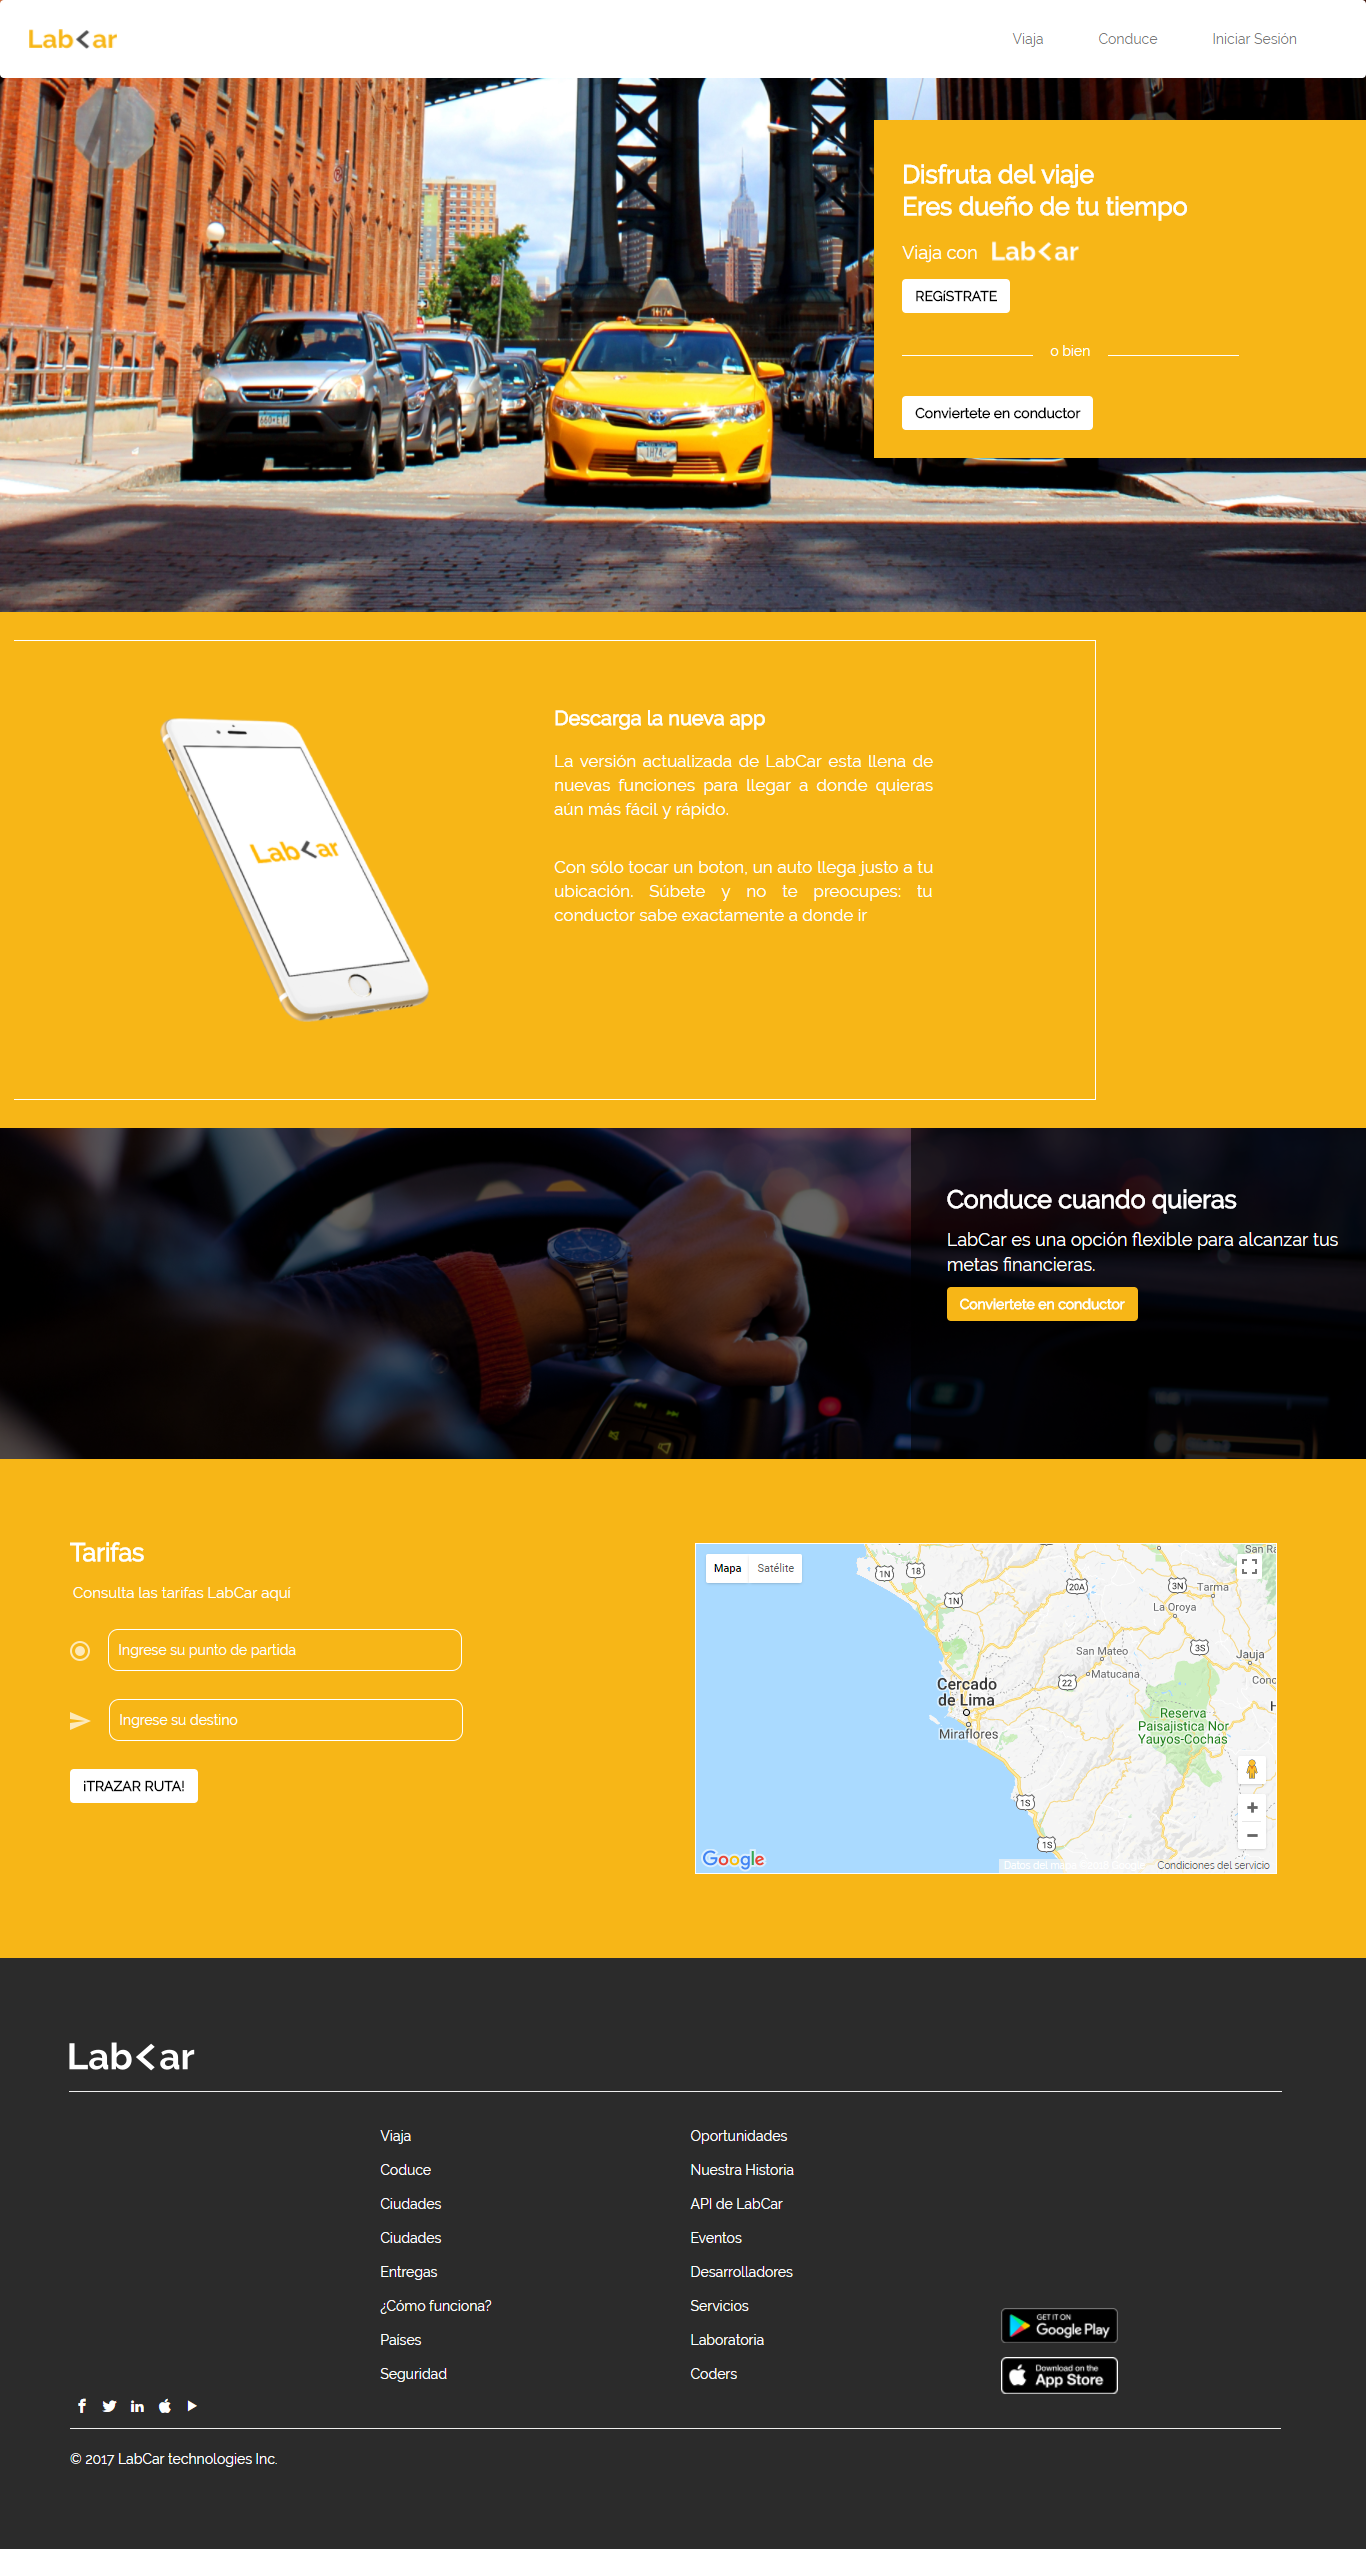 Lab<ar
Viaja
Conduce
Iniciar Sesión
Disfruta del viaje
Eres dueño de tu tiempo
Viaja con Lab<ar
REGíSTRATE
o bien
Conviertete en conductor
1H74
1H74c
Descarga la nueva app
La versión actualizada de LabCar esta llena de
nuevas funciones para llegar a donde quieras
aún más fácil y rápido.
Con sólo tocar un boton, un auto llega justo a tu
ubicación. Súbete y no te preocupes: tu
conductor sabe exactamente a donde ir
Lab<ar
Conduce cuando quieras
LabCar es una opción flexible para alcanzar tus
metas financieras.
Conviertete en conductor
Tarifas
Consulta las tarifas LabCar aquí
Ingrese su punto de partida
Ingrese su destino
¡TRAZAR RUTA!
Mapa
Satélite
San Ra
1N
18
20A
3N
Tarma
1N
La Oroya
3S
San Mateo
Jauja
Matucana
22
Conc
Cercado
de Lima
H
Miraflores
Reserva
Paisajistica Nor
Yauyos-Cochas
1S
1S
Google
Datos del mapa ©2018 Google
Condiciones del servicio
Lab<ar
Viaja
Coduce
Ciudades
Ciudades
Entregas
¿Cómo funciona?
Países
Seguridad
Oportunidades
Nuestra Historia
API de LabCar
Eventos
Desarrolladores
Servicios
Laboratoria
Coders
GET IT ON
Google Play
Download on the
App Store
© 2017 LabCar technologies Inc.